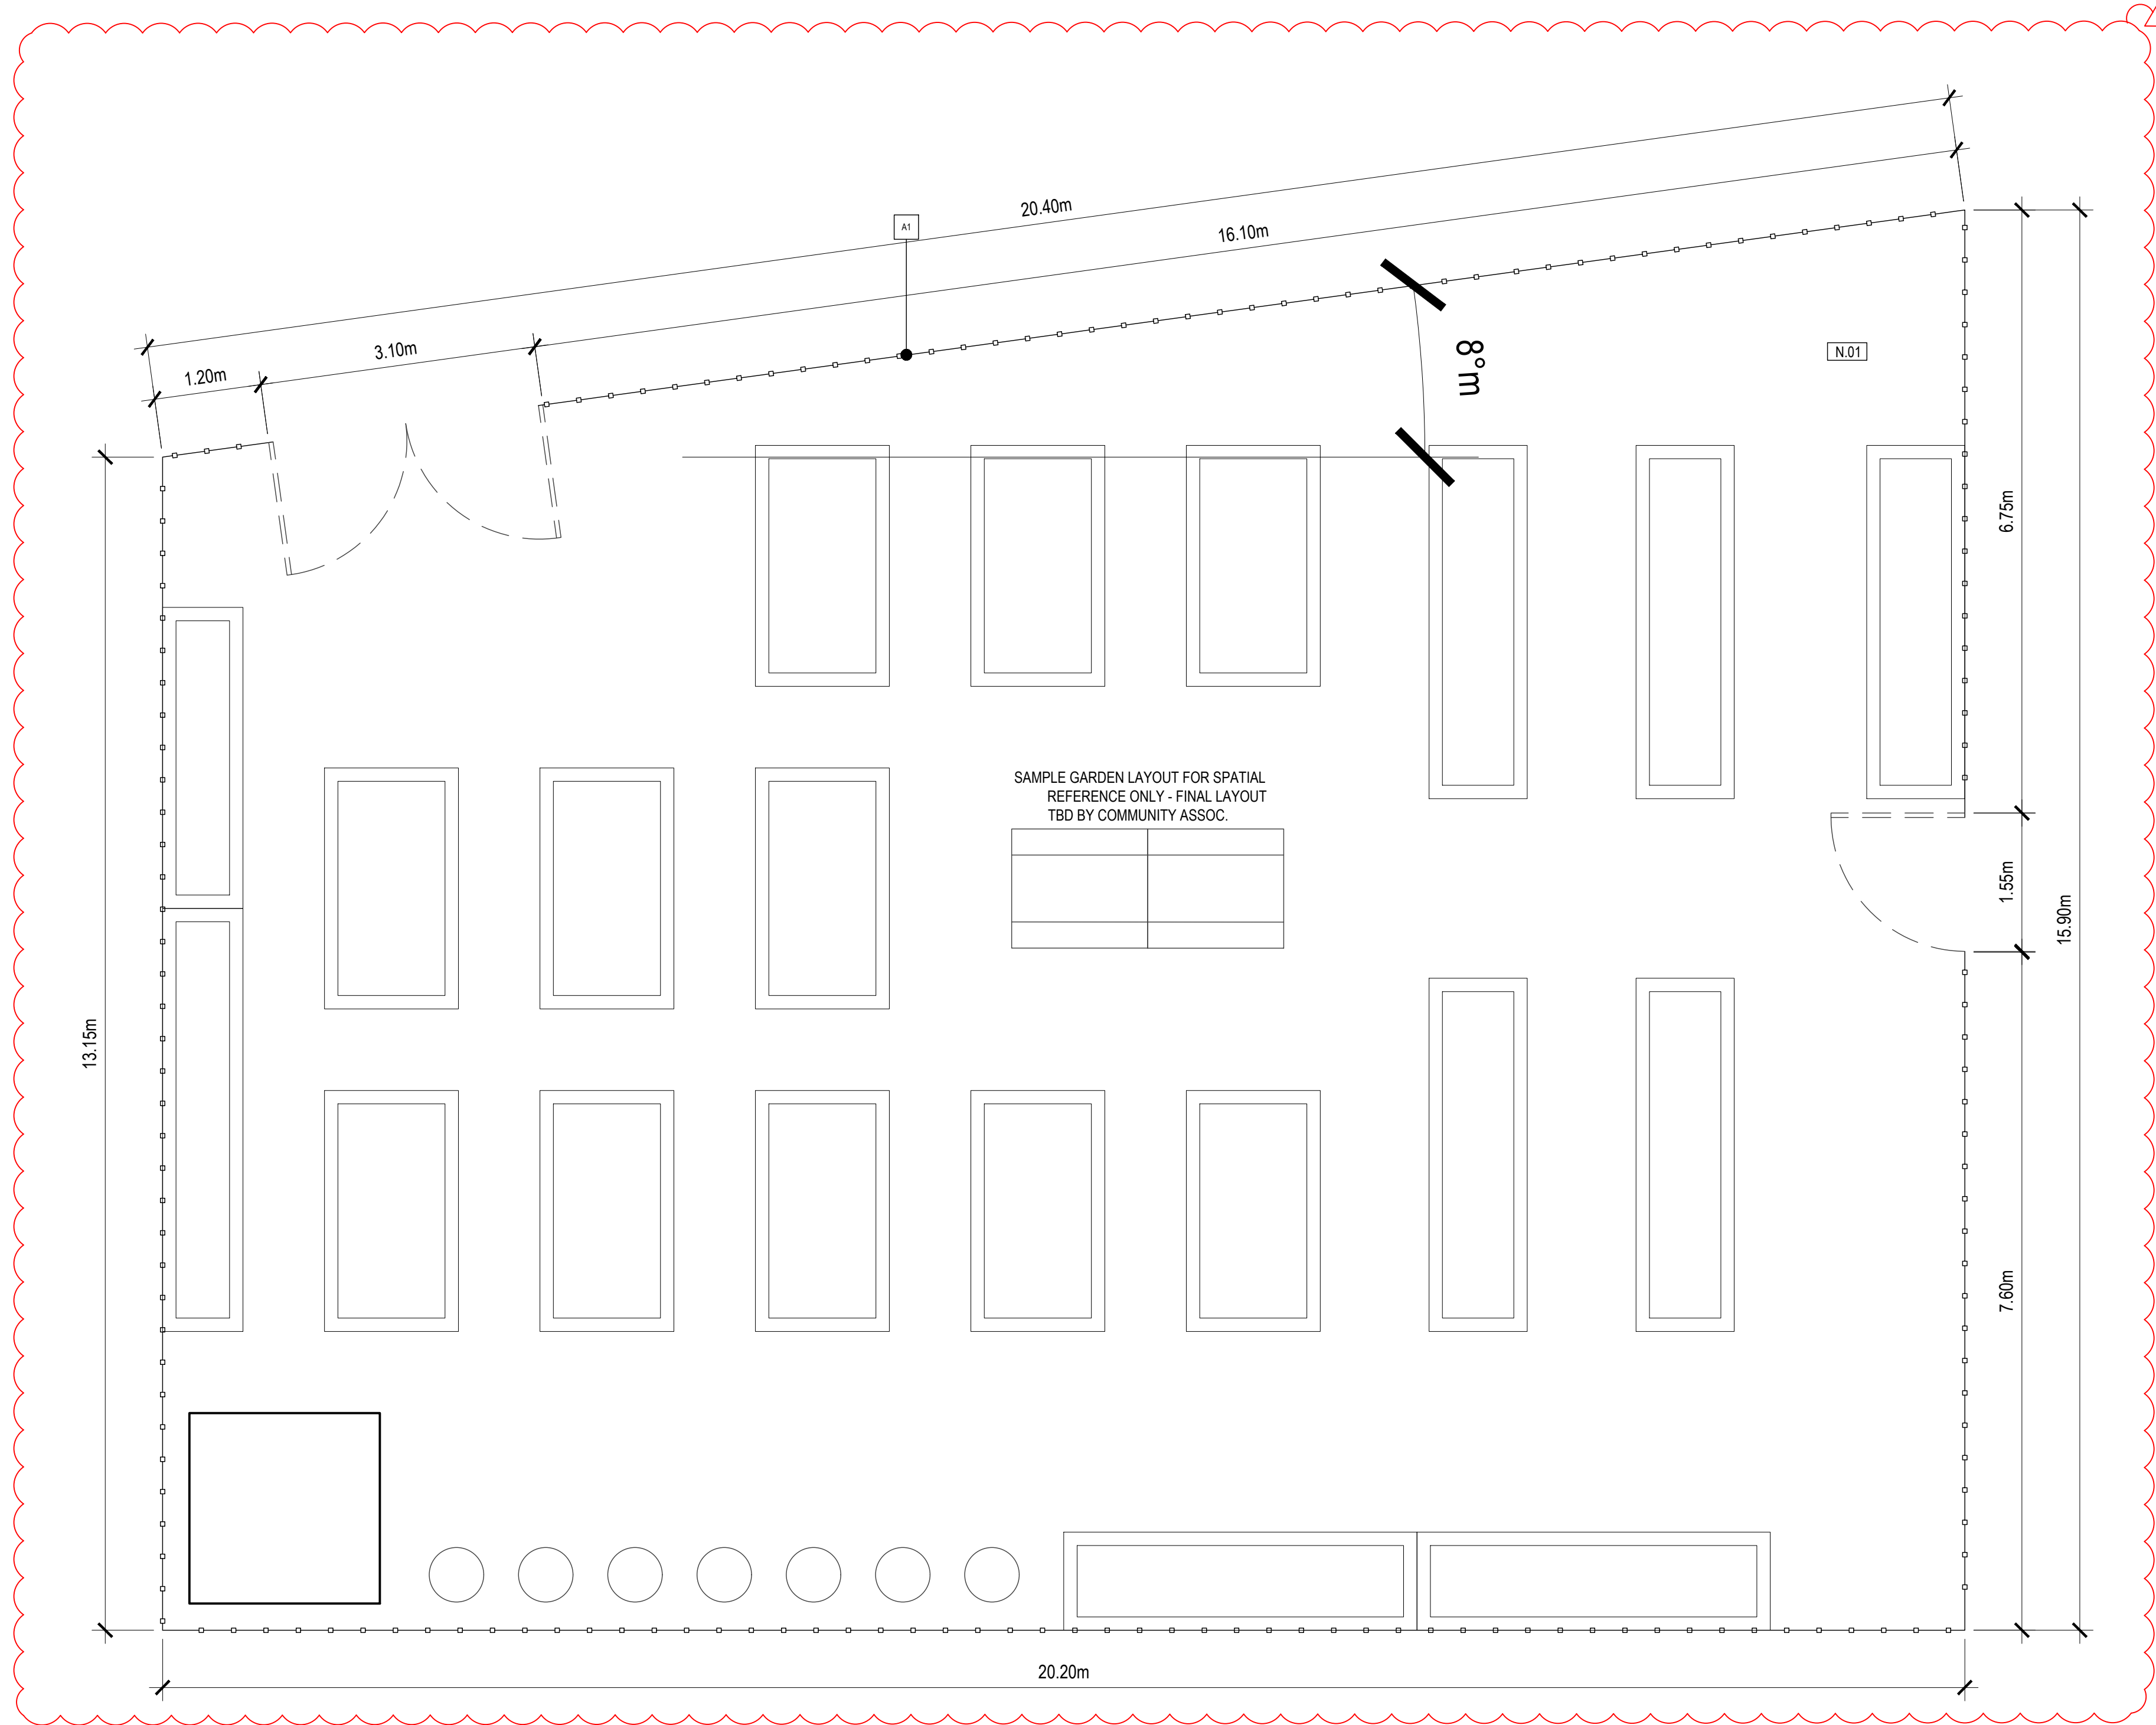 20.40m
A1
16.10m
3.10m
1.20m
8°m
N.01
6.75m
SAMPLE GARDEN LAYOUT FOR SPATIAL
REFERENCE ONLY - FINAL LAYOUT
TBD BY COMMUNITY ASSOC.
1.55m
15.90m
13.15m
7.60m
20.20m